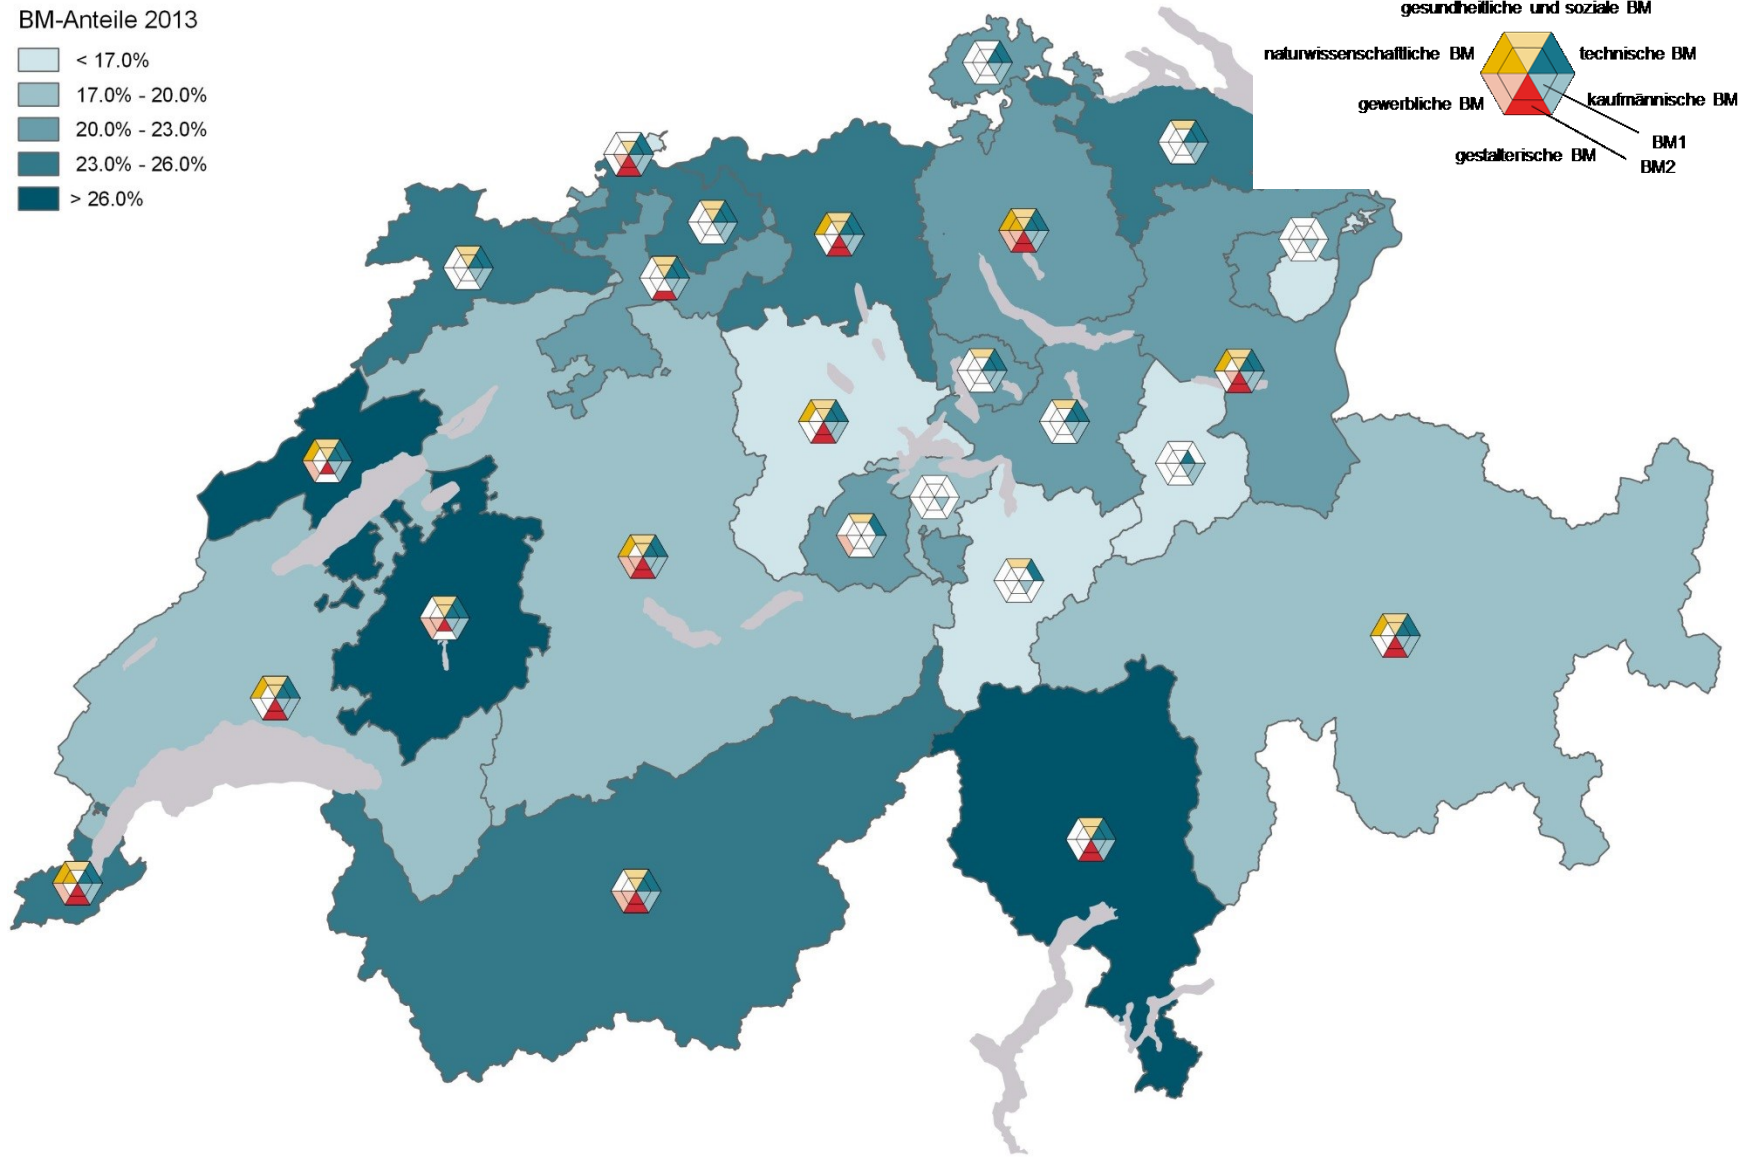 BM-Anteile 2013
< 17.0%
17.0% - 20.0%
20.0% - 23.0%
23.0% - 26.0%
> 26.0%
gesundheitliche und soziale BM
naturwissenschaftliche BM
technische BM
gewerbliche BM
kaufmännische BM
BM1
gestalterische BM
BM2